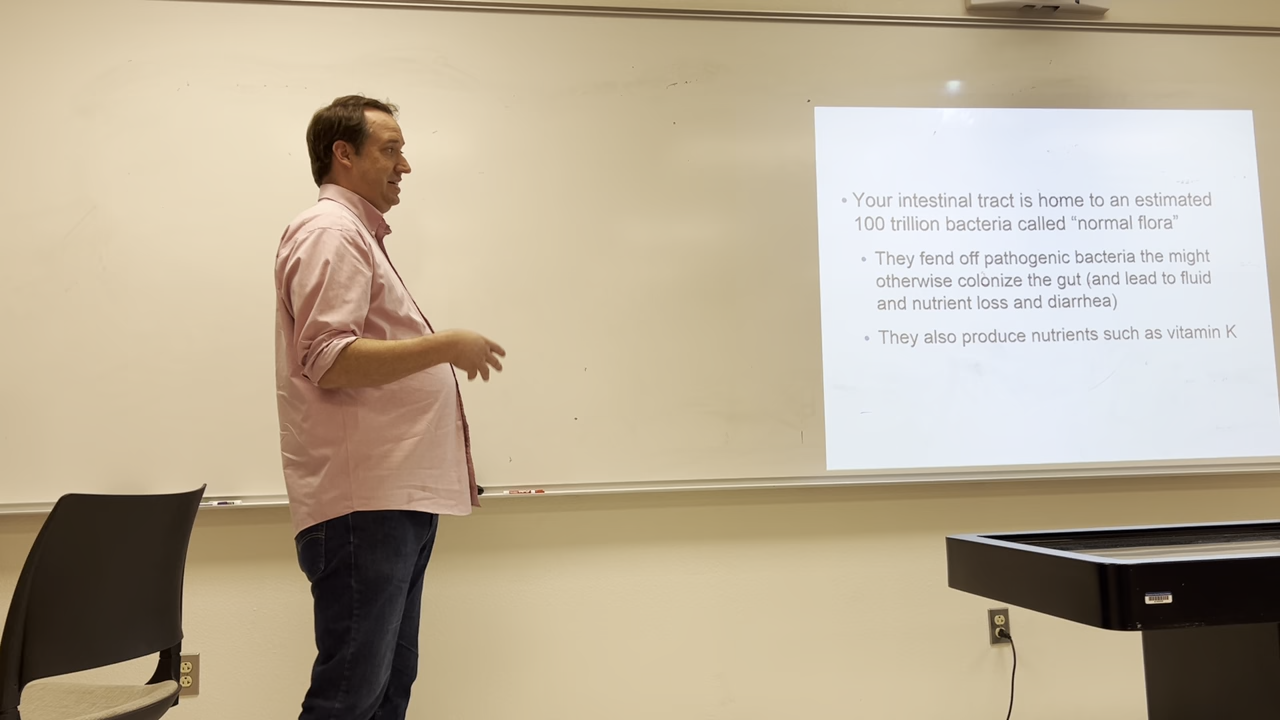 • Your intestinal tract is home to an estimated
100 trillion bacteria called “normal flora”
• They fend off pathogenic bacteria the might
otherwise colonize the gut (and lead to fluid
and nutrient loss and diarrhea)
• They also produce nutrients such as vitamin K